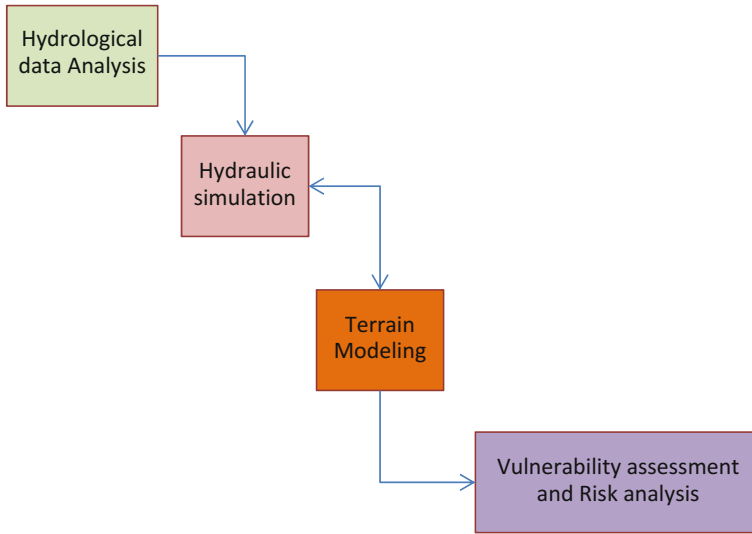 Hydrological
data Analysis
Hydraulic
simulation
Terrain
Modeling
Vulnerability assessment
and Risk analysis